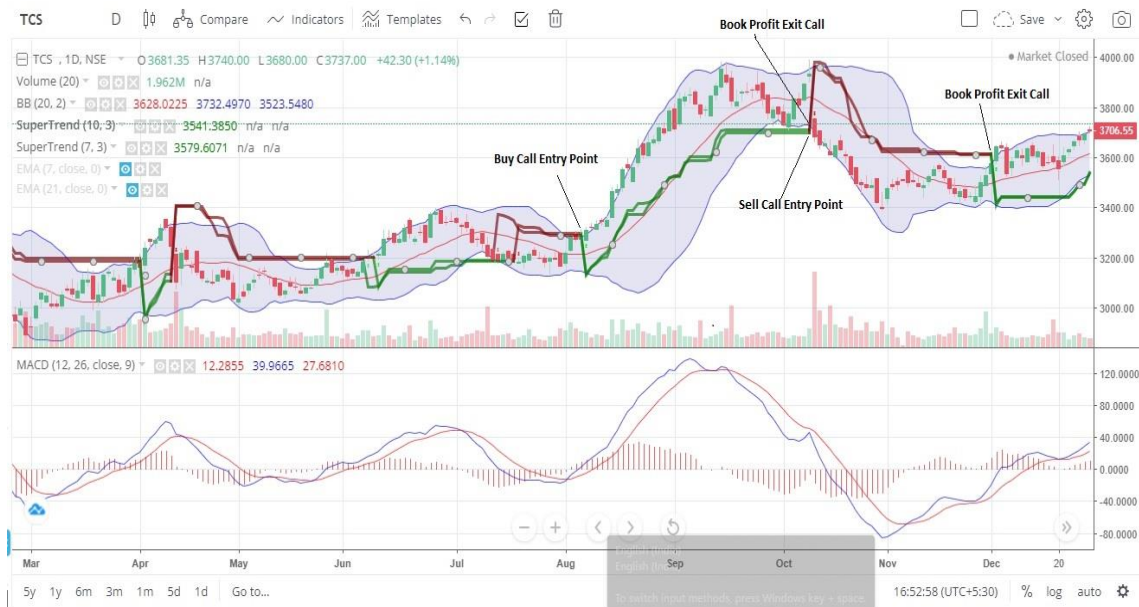 TCS D Compare Indicators Templates Save
Book Profit Exit Call
TCS , 1D, NSE O3681.35 H3740.00 L3680.00 C3737.00 +42.30 (+1.14%)
Market Closed
Volume (20) 1.962M n/a
BB (20, 2) 3628.0225 3732.4970 3523.5480
SuperTrend (10, 3) 3541.3850 n/a n/a
SuperTrend (7, 3) 3579.6071 n/a n/a
EMA (7, close, 0)
EMA (21, close, 0)
Book Profit Exit Call
Buy Call Entry Point
Sell Call Entry Point
4000.00
3800.00
3706.55
3600.00
3400.00
3200.00
3000.00
MACD (12, 26, close, 9) 12.2855 39.9665 27.6810
120.0000
80.0000
40.0000
0.0000
-40.0000
-80.0000
English (India)
English (India)
To switch input methods, press Windows key + space.
Mar Apr May Jun Jul Aug Sep Oct Nov Dec 20
5y 1y 6m 3m 1m 5d 1d Go to... 16:52:58 (UTC+5:30) % log auto